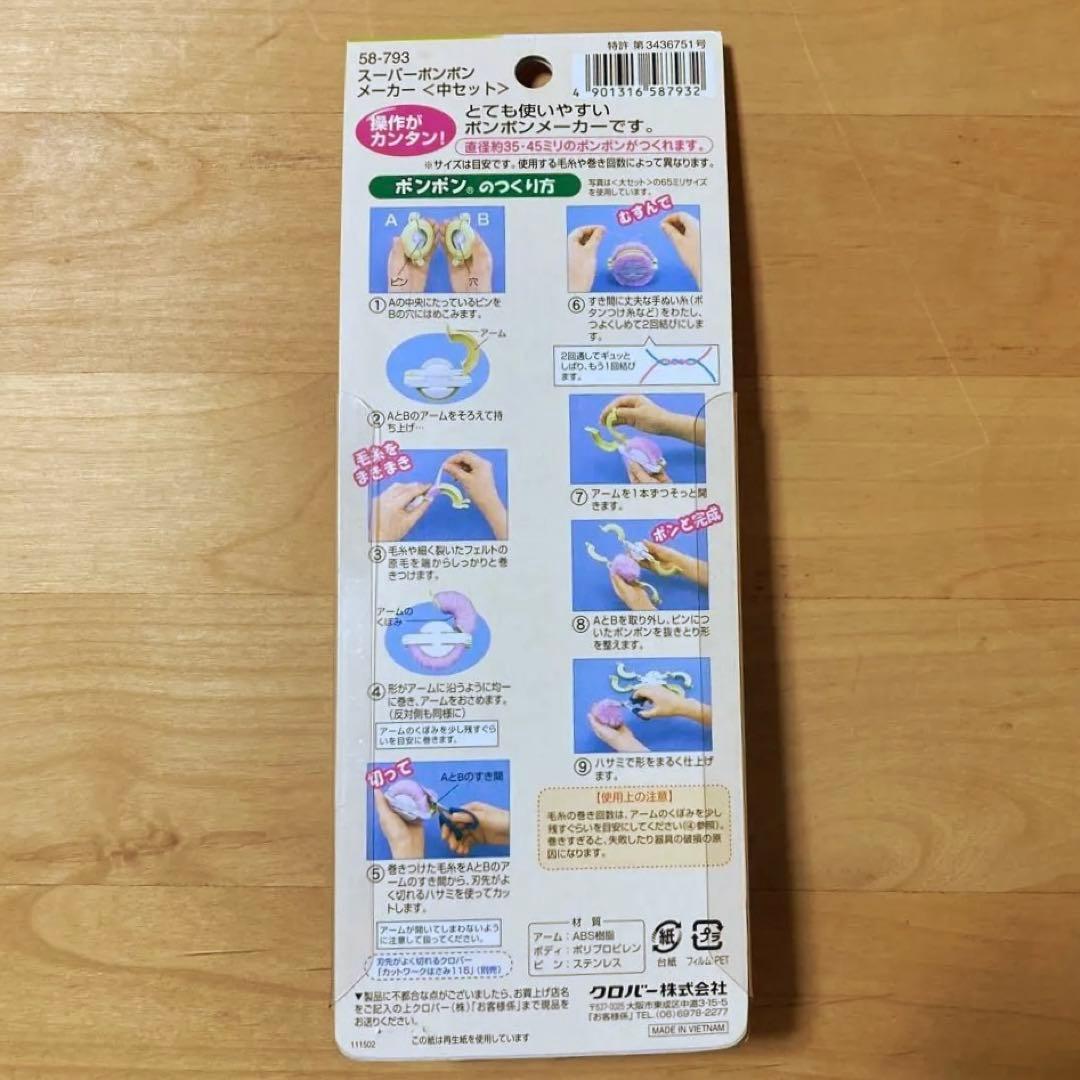 58-793
スーパーポンポン
メーカー〈中セット〉
特許 第3436751号
4 901316 587932
操作が
カンタン!
とても使いやすい
ポンポンメーカーです。
直径約35・45ミリのポンポンがつくれます。
※サイズは目安です。使用する毛糸や巻き回数によって異なります。
ポンポン® のつくり方
写真は<大セット>の65ミリサイズ
を使用しています。
A B
ピン 穴
①Aの中央にたっているピンを
Bの穴にはめこみます。
アーム
②AとBのアームをそろえて持
ち上げ…
毛糸を
まきまき
③毛糸や細く裂いたフェルトの
原毛を端からしっかりと巻
きつけます。
アームの
くぼみ
④形がアームに沿うように均一
に巻き、アームをおさめます。
(反対側も同様に)
アームのくぼみを少し残すぐら
いを目安に巻きます。
切って
AとBのすき間
⑤巻きつけた毛糸をAとBのア
ームのすき間から、刃先がよ
く切れるハサミを使ってカッ
トします。
アームが開いてしまわないよう
に注意して切ってください。
刃先がよく切れるクロバー
「カットワークはさみ115」(別売)
むすんで
⑥すき間に丈夫な手ぬい糸(ボ
タンつけ糸など)をわたし、
つよくしめて2回結びにしま
す。
2回通してギュッと
しばり、もう1回結び
ます。
⑦アームを1本ずつそっと開
きます。
ポンと完成
⑧AとBを取り外し、ピンにつ
いたポンポンを抜きとり形
を整えます。
⑨ハサミで形をまるく仕上げ
ます。
【使用上の注意】
毛糸の巻き回数は、アームのくぼみを少し
残すぐらいを目安にしてください(④参照)。
巻きすぎると、失敗したり器具の破損の原
因になります。
材質
アーム:ABS樹脂
ボディ:ポリプロピレン
ピン:ステンレス
紙
台紙
プラ
フィルム:PET
▼製品に不都合な点がございましたら、お買上げ店名
をご記入の上クロバー(株)「お客様係」まで現品を
お送りください。
クロバー株式会社
〒537-0025 大阪市東成区中道3-15-5
「お客様係」TEL.(06)6978-2277
MADE IN VIETNAM
111502
この紙は再生紙を使用しています